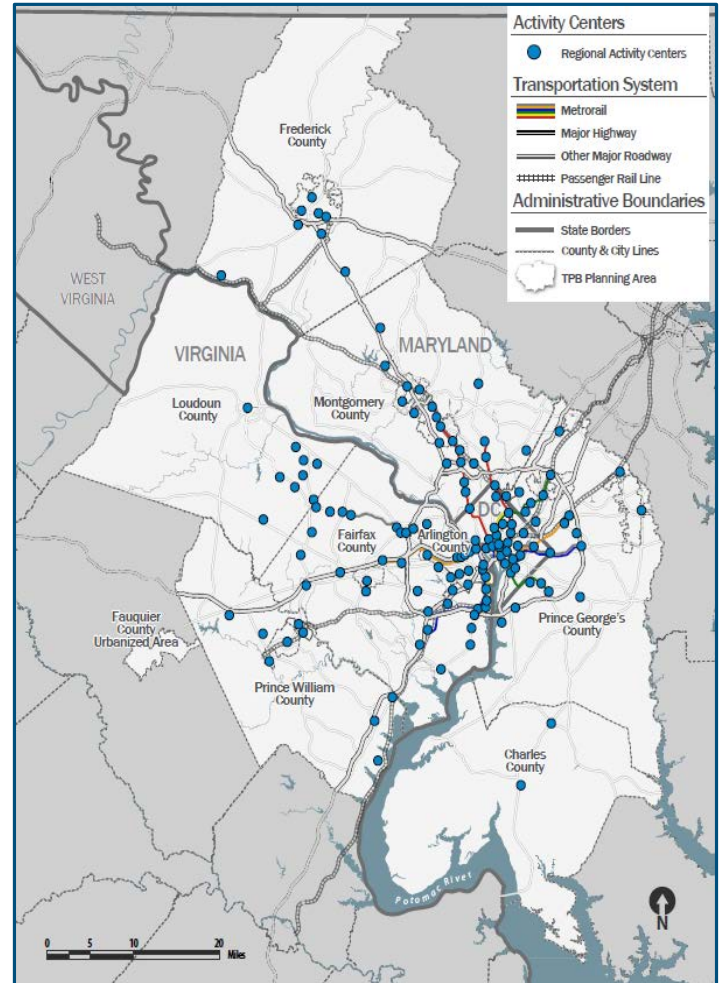 Activity Centers
Regional Activity Centers
Transportation System
Metrorail
Major Highway
Other Major Roadway
Passenger Rail Line
Administrative Boundaries
State Borders
County & City Lines
TPB Planning Area
Frederick
County
WEST
VIRGINIA
VIRGINIA
MARYLAND
Loudoun
County
Montgomery
County
DC
Fairfax
County
Arlington
County
Fauquier
County
Urbanized Area
Prince George's
County
Prince William
County
Charles
County
Potomac River
N
0 5 10 20
Miles